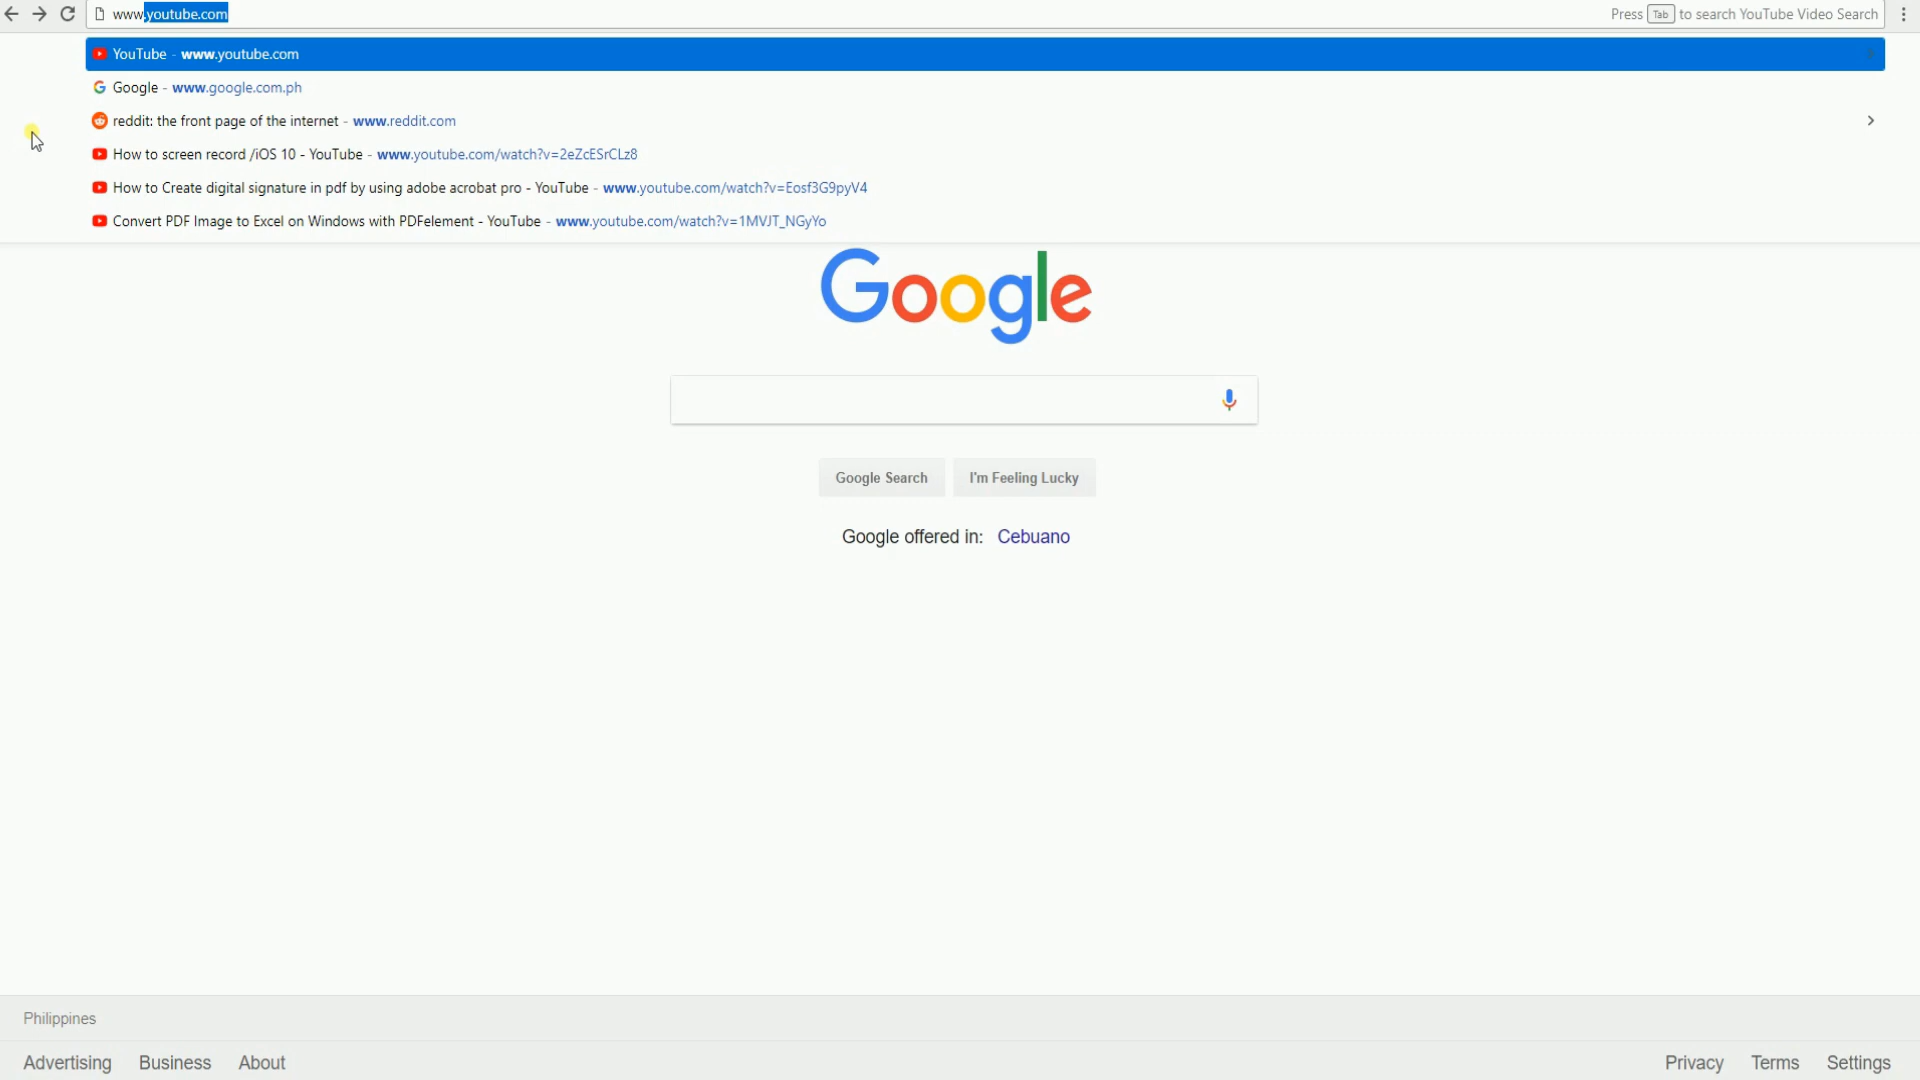 www.youtube.com Press Tab to search YouTube Video Search
YouTube - www.youtube.com
Google - www.google.com.ph
reddit: the front page of the internet - www.reddit.com
How to screen record /iOS 10 - YouTube - www.youtube.com/watch?v=2eZcESrCLz8
How to Create digital signature in pdf by using adobe acrobat pro - YouTube - www.youtube.com/watch?v=Eosf3G9pyV4
Convert PDF Image to Excel on Windows with PDFelement - YouTube - www.youtube.com/watch?v=1MVJT_NGyYo
Google
Google Search I'm Feeling Lucky
Google offered in: Cebuano
Philippines
Advertising Business About Privacy Terms Settings